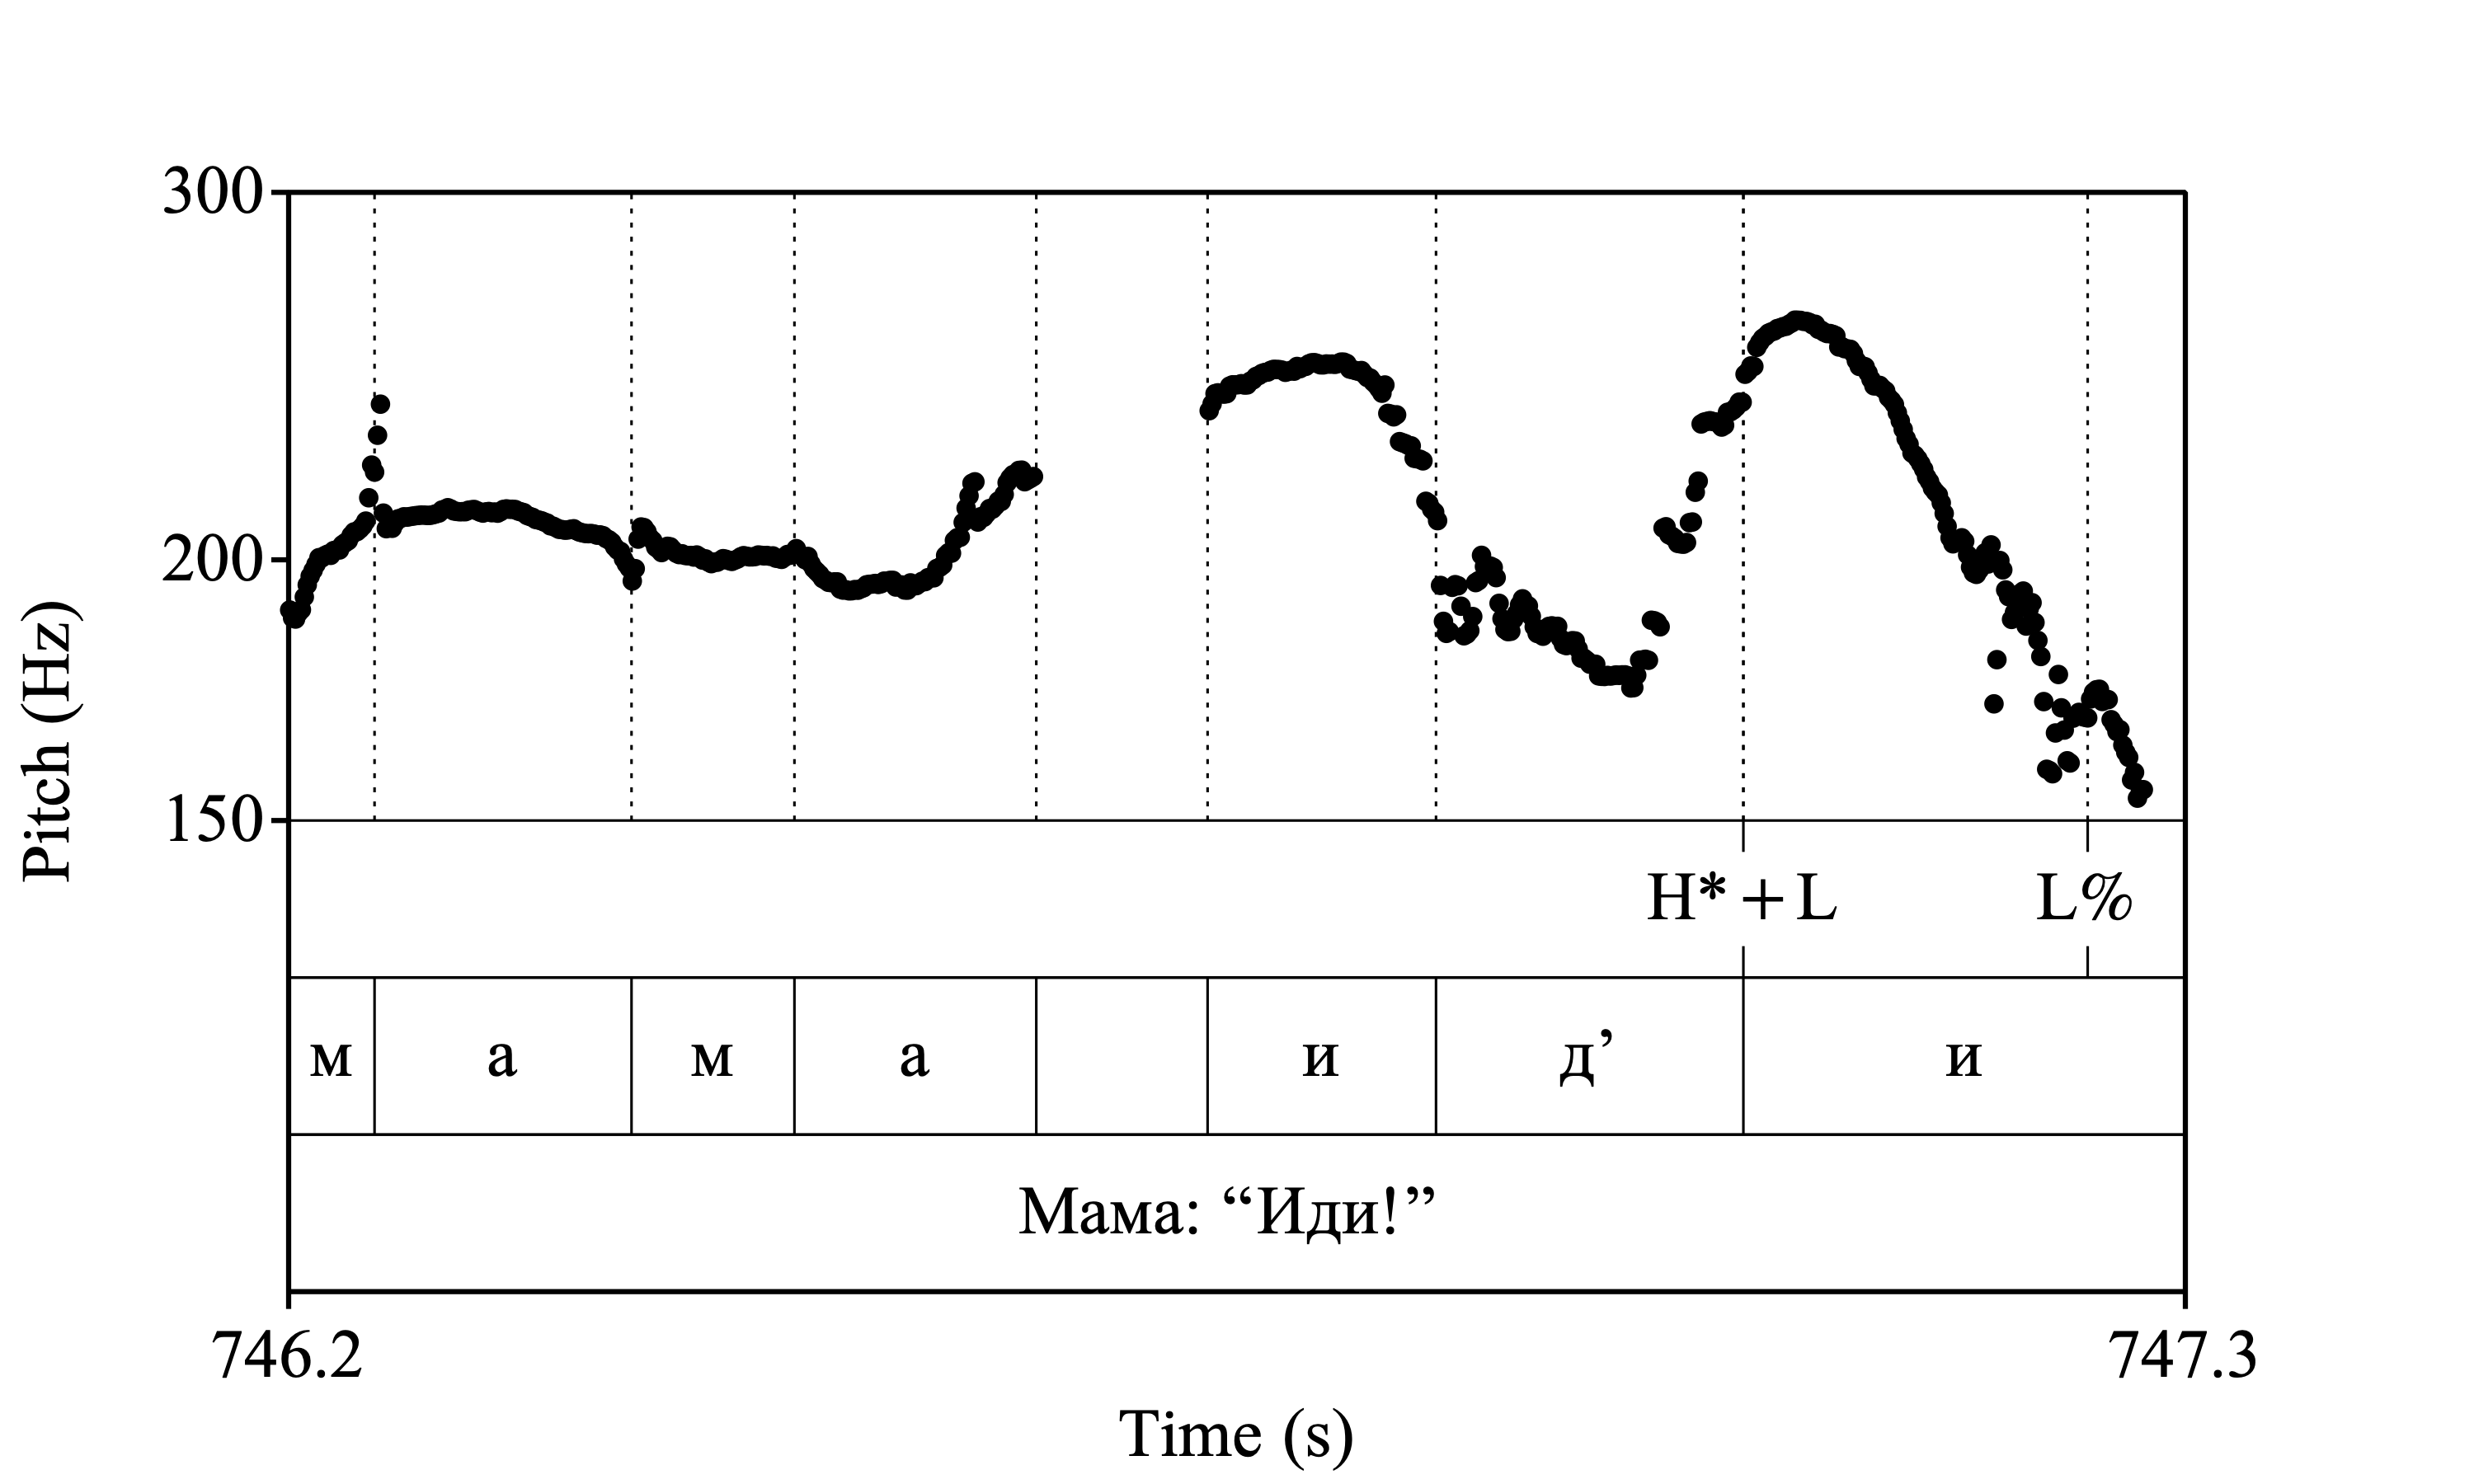 300
200
150
Pitch (Hz)
H* + L L%
м а м а и д’ и
Мама: “Иди!”
746.2 747.3
Time (s)